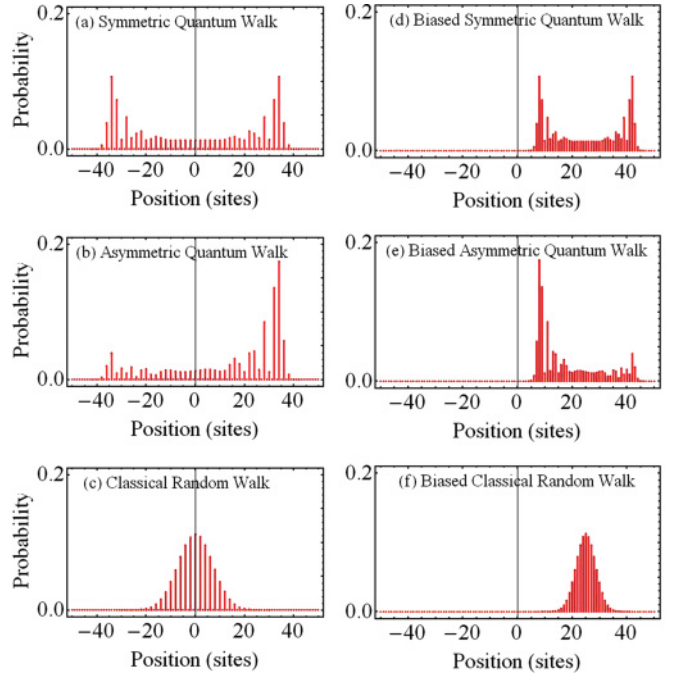 (a) Symmetric Quantum Walk
0.2
Probability
0.0
−40 −20 0 20 40
Position (sites)
(d) Biased Symmetric Quantum Walk
0.2
0.0
−40 −20 0 20 40
Position (sites)
(b) Asymmetric Quantum Walk
0.2
Probability
0.0
−40 −20 0 20 40
Position (sites)
(e) Biased Asymmetric Quantum Walk
0.2
0.0
−40 −20 0 20 40
Position (sites)
(c) Classical Random Walk
0.2
Probability
0.0
−40 −20 0 20 40
Position (sites)
(f) Biased Classical Random Walk
0.2
0.0
−40 −20 0 20 40
Position (sites)